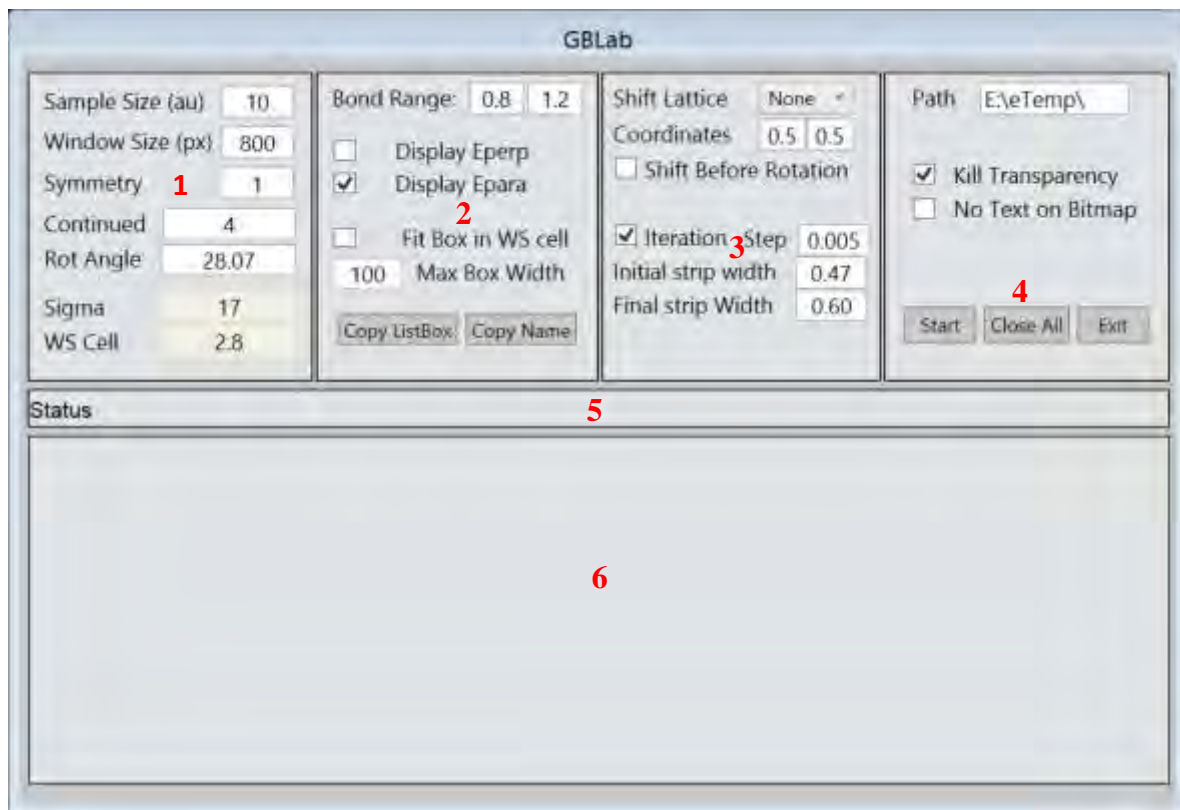 GBLab
Sample Size (au) 10
Window Size (px) 800
Symmetry 1 1
Continued 4
Rot Angle 28.07
Sigma 17
WS Cell 2.8
Bond Range: 0.8 1.2
Display Eperp
Display Epara
2
Fit Box in WS cell
100 Max Box Width
Copy ListBox Copy Name
Shift Lattice None
Coordinates 0.5 0.5
Shift Before Rotation
Iteration Step 0.005
3
Initial strip width 0.47
Final strip Width 0.60
Path E:\eTemp\
Kill Transparency
No Text on Bitmap
4
Start Close All Exit
Status 5
6